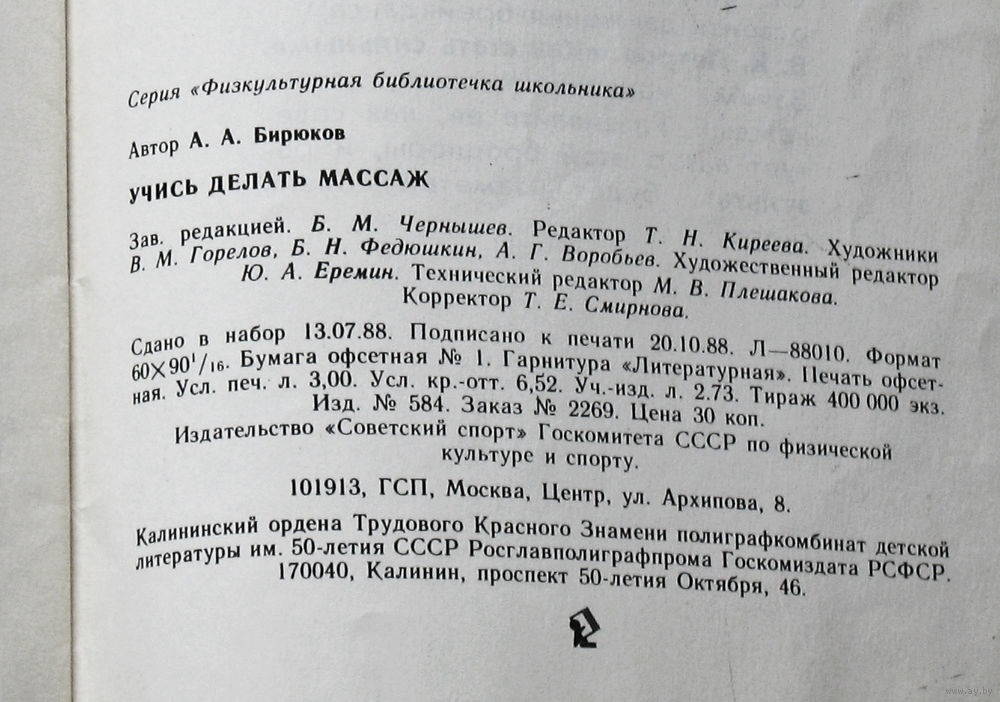 Серия «Физкультурная библиотечка школьника»
Автор А. А. Бирюков
УЧИСЬ ДЕЛАТЬ МАССАЖ
Зав. редакцией. Б. М. Чернышев. Редактор Т. Н. Киреева. Художники
В. М. Горелов, Б. Н. Федюшкин, А. Г. Воробьев. Художественный редактор
Ю. А. Еремин. Технический редактор М. В. Плешакова.
Корректор Т. Е. Смирнова.
Сдано в набор 13.07.88. Подписано к печати 20.10.88. Л—88010. Формат
60×90¹/₁₆. Бумага офсетная № 1. Гарнитура «Литературная». Печать офсет-
ная. Усл. печ. л. 3,00. Усл. кр.-отт. 6,52. Уч.-изд. л. 2.73. Тираж 400 000 экз.
Изд. № 584. Заказ № 2269. Цена 30 коп.
Издательство «Советский спорт» Госкомитета СССР по физической
культуре и спорту.
101913, ГСП, Москва, Центр, ул. Архипова, 8.
Калининский ордена Трудового Красного Знамени полиграфкомбинат детской
литературы им. 50-летия СССР Росглавполиграфпрома Госкомиздата РСФСР.
170040, Калинин, проспект 50-летия Октября, 46.
www.ay.by